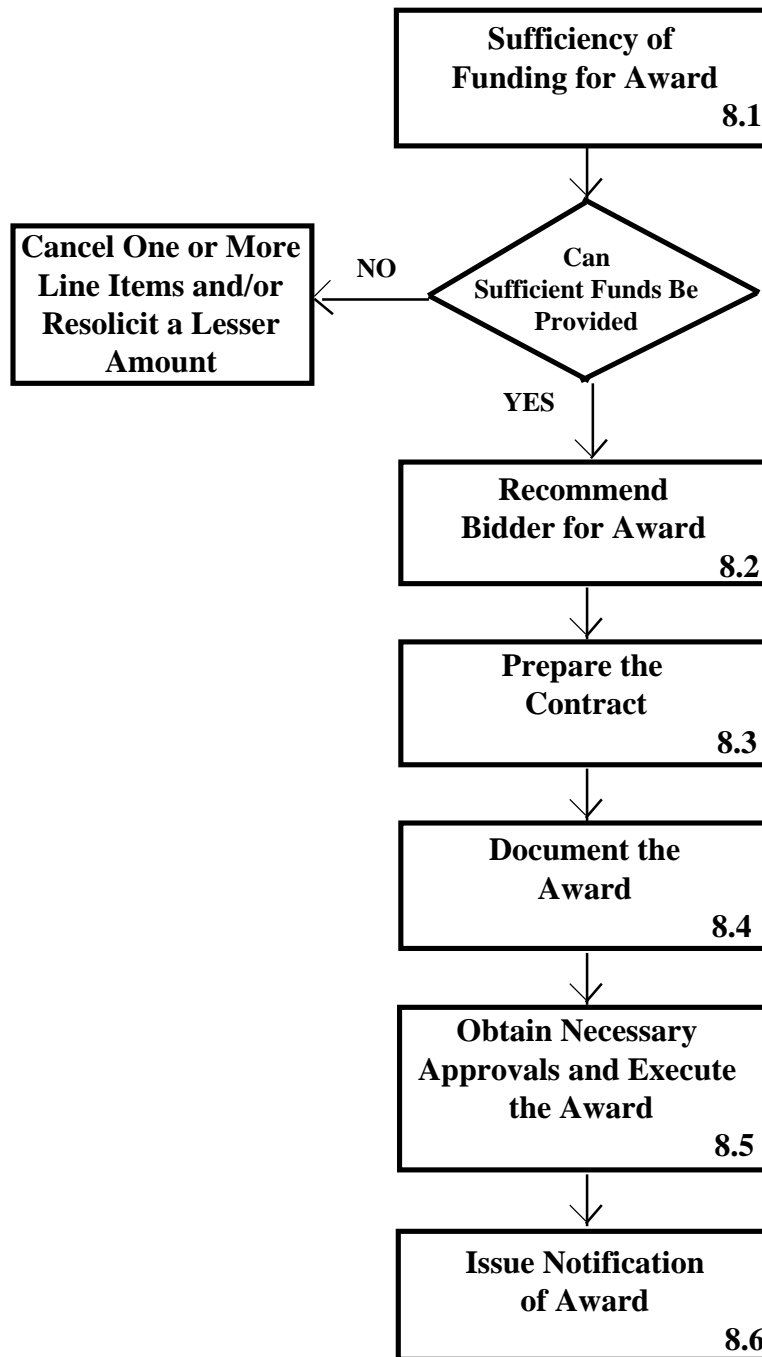 Sufficiency of
Funding for Award
8.1
Can
Sufficient Funds Be
Provided
NO
Cancel One or More
Line Items and/or
Resolicit a Lesser
Amount
YES
Recommend
Bidder for Award
8.2
Prepare the
Contract
8.3
Document the
Award
8.4
Obtain Necessary
Approvals and Execute
the Award
8.5
Issue Notification
of Award
8.6